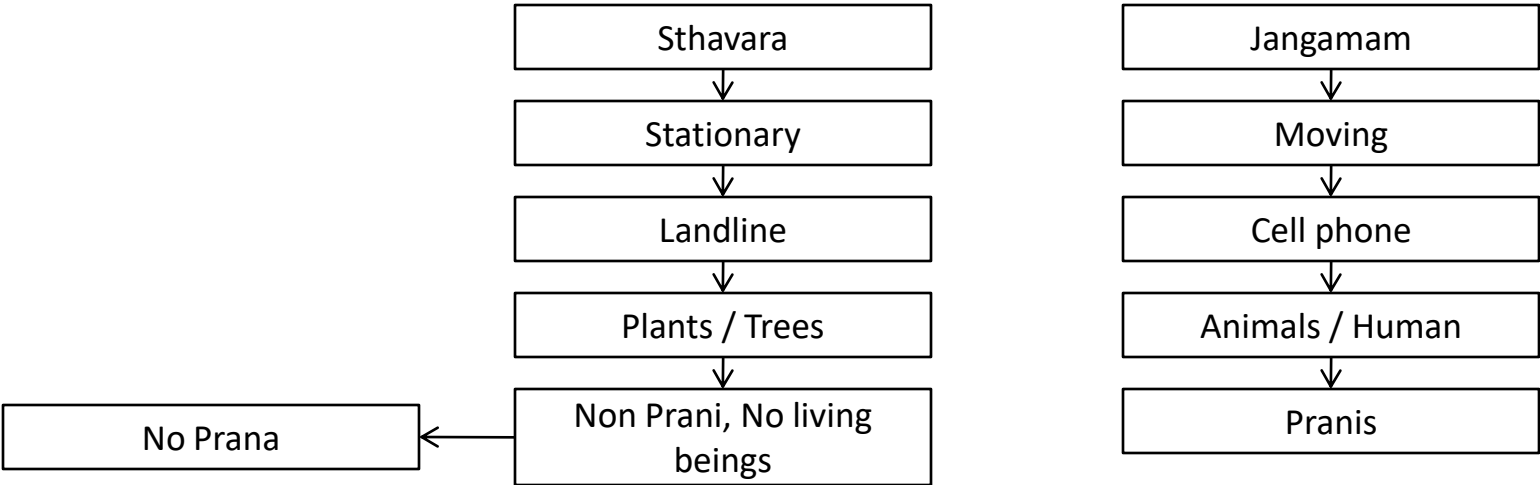 Sthavara
Stationary
Landline
Plants / Trees
Non Prani, No living
beings
No Prana
Jangamam
Moving
Cell phone
Animals / Human
Pranis